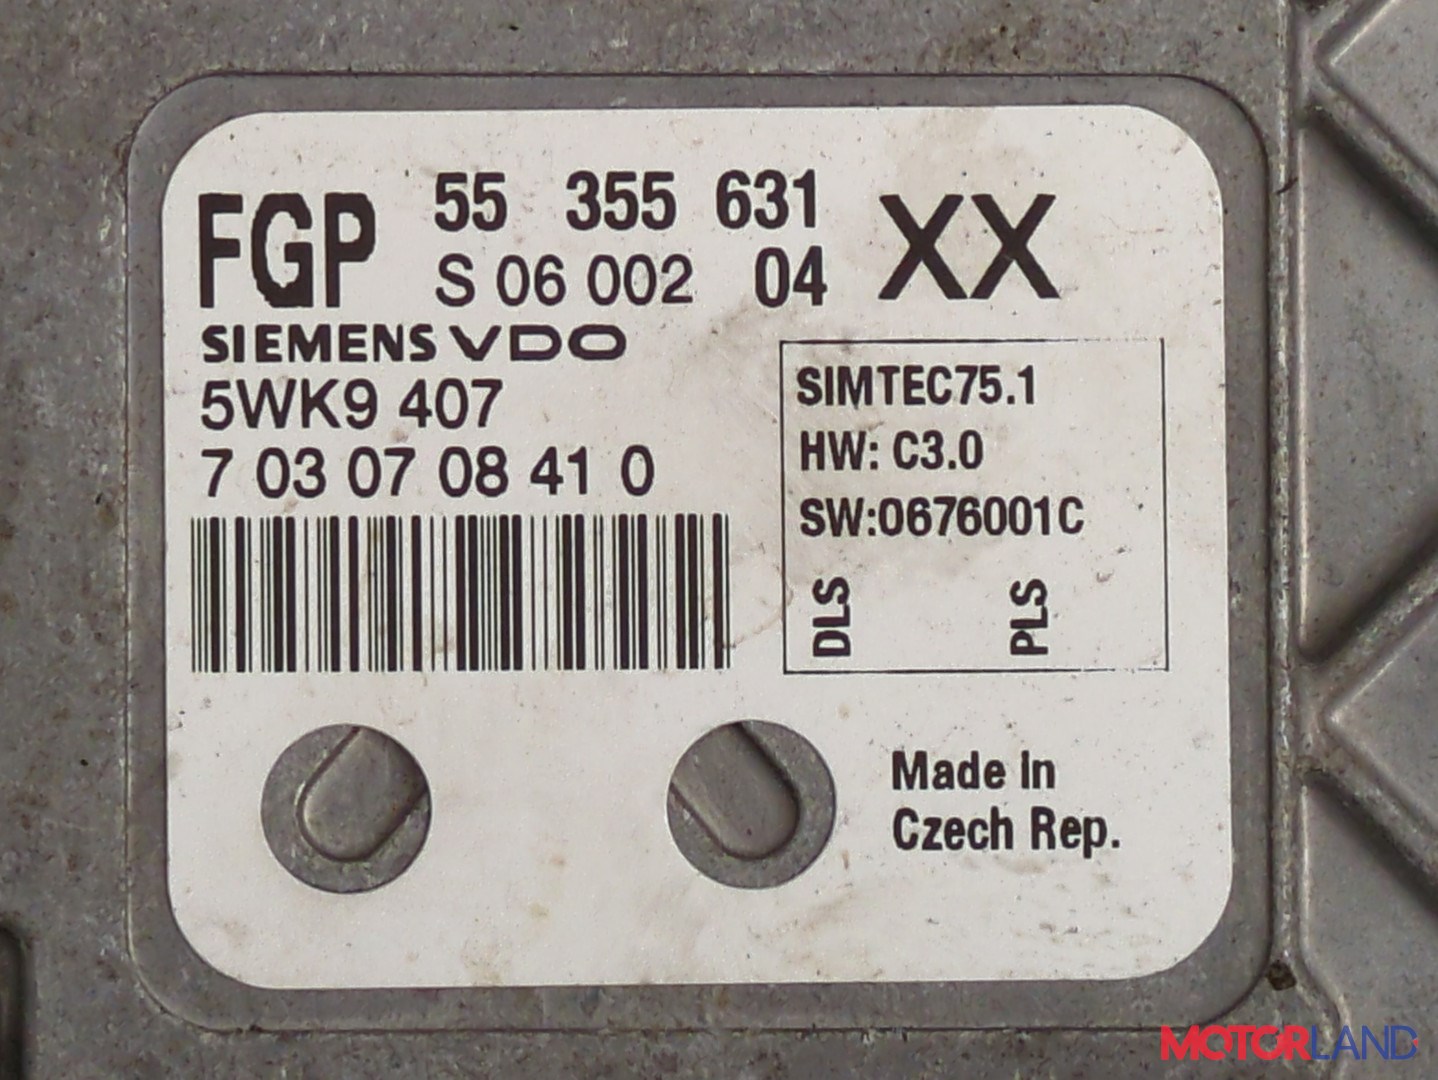 FGP 55 355 631 XX
S 06 002 04
SIEMENS VDO
5WK9 407
7 03 07 08 41 0
SIMTEC75.1
HW: C3.0
SW:0676001C
DLS PLS
Made In
Czech Rep.
MOTORLAND